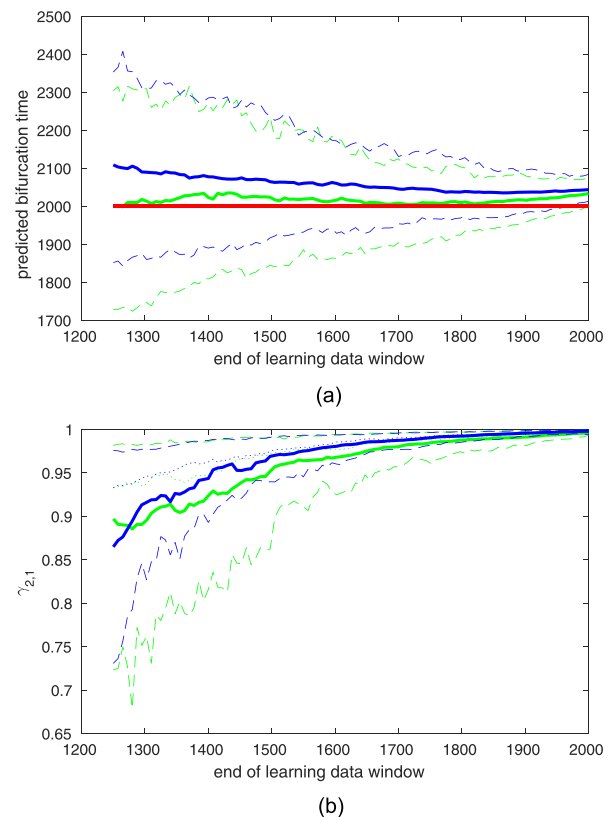 2500
2400
2300
2200
2100
2000
1900
1800
1700
predicted bifurcation time
1200 1300 1400 1500 1600 1700 1800 1900 2000
end of learning data window
(a)
1
0.95
0.9
0.85
0.8
0.75
0.7
0.65
γ2,1
1200 1300 1400 1500 1600 1700 1800 1900 2000
end of learning data window
(b)